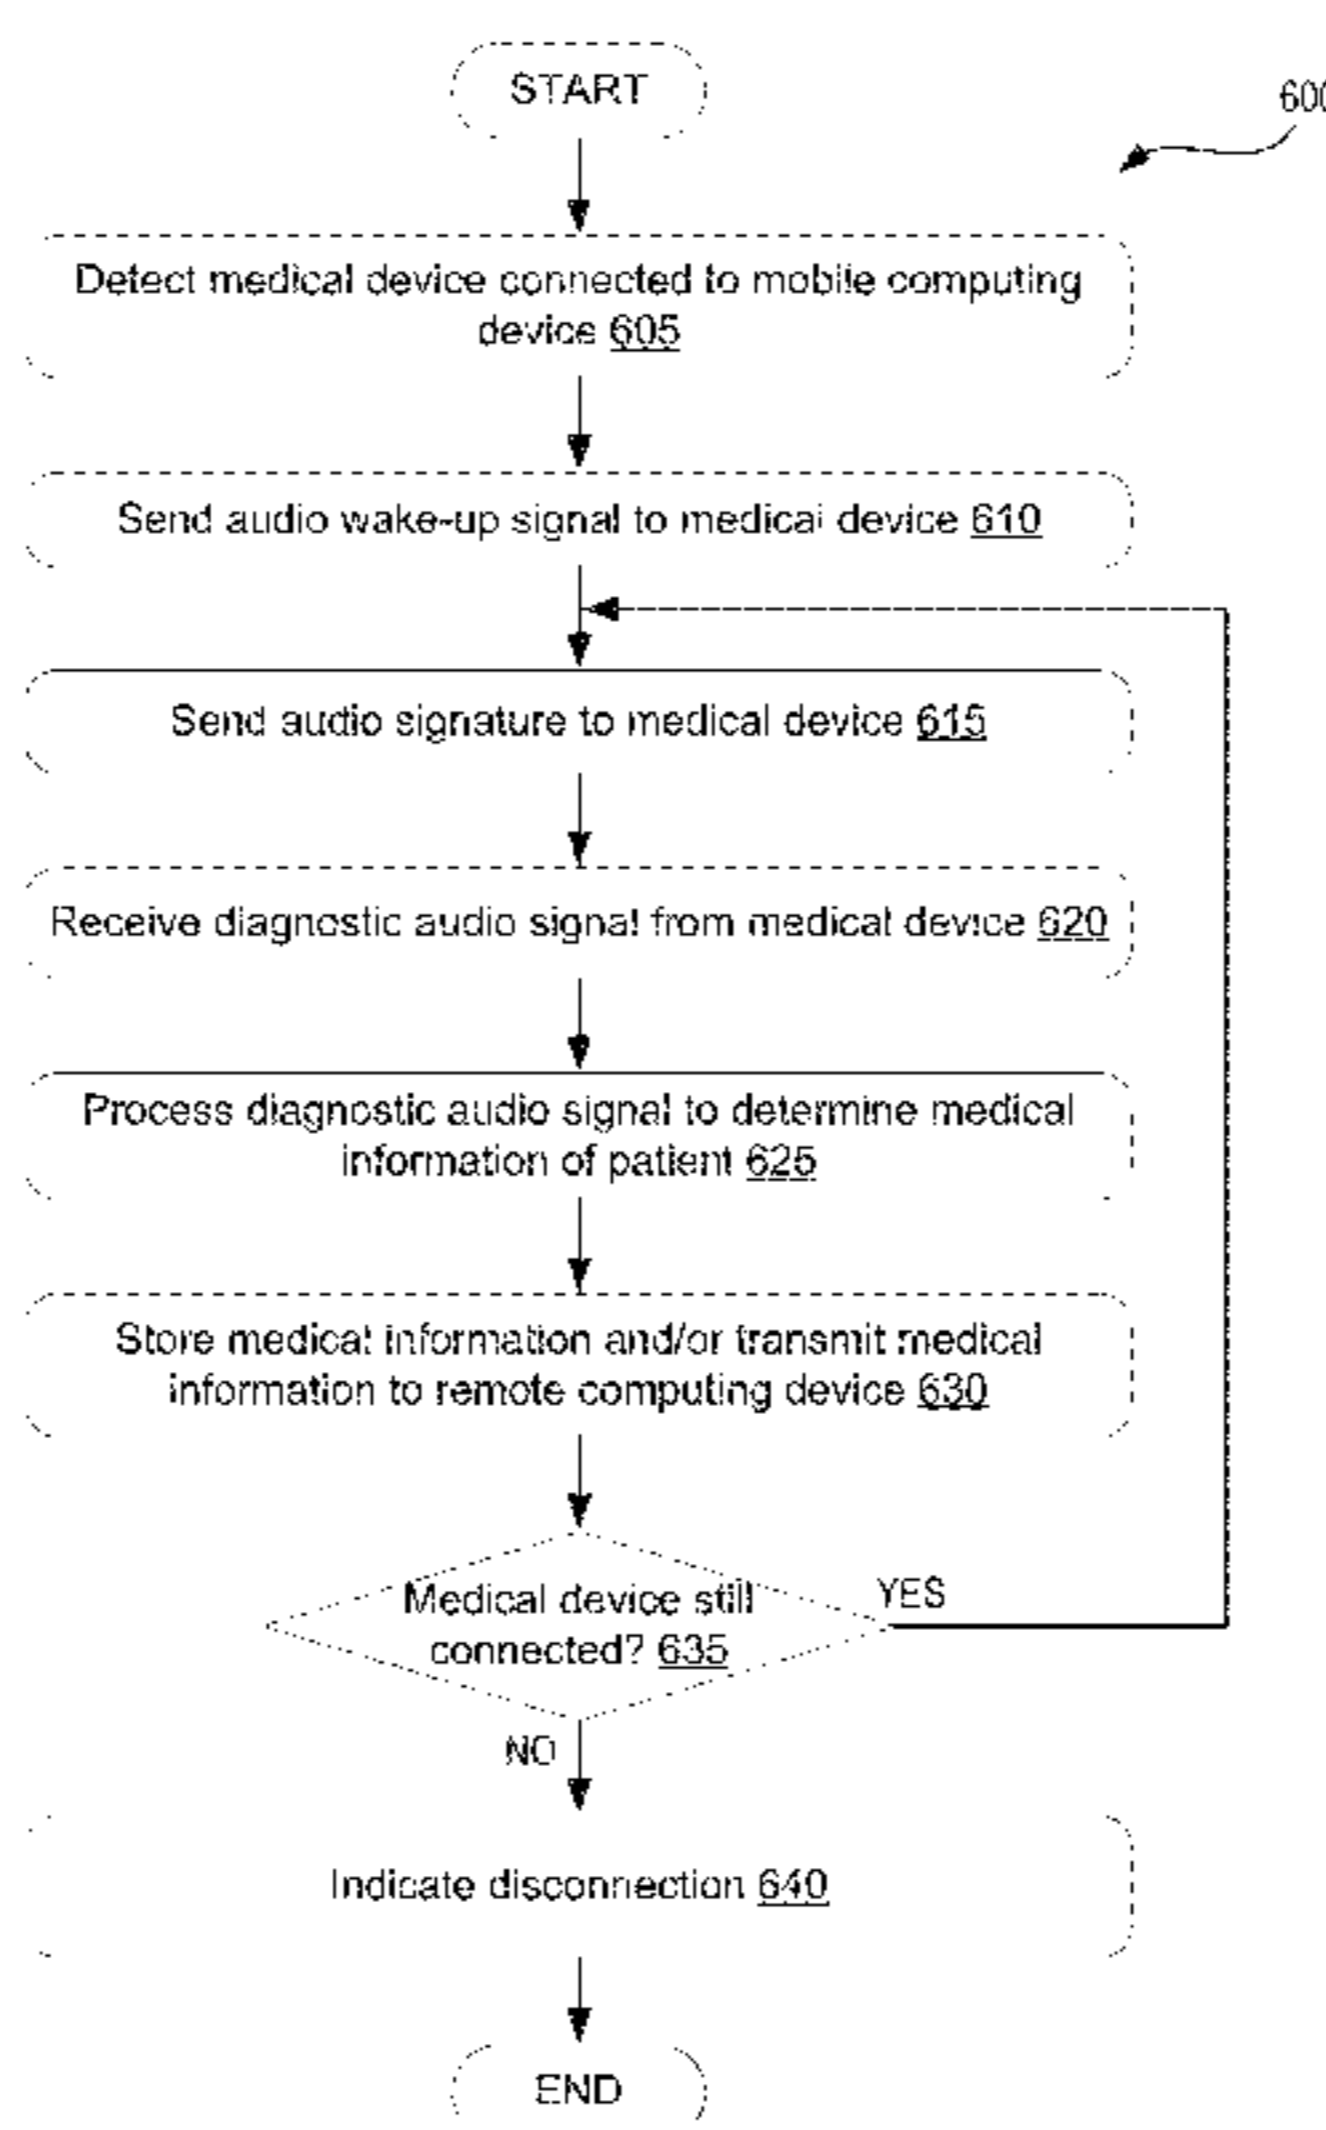 START
600
Detect medical device connected to mobile computing
device 605
Send audio wake-up signal to medical device 610
Send audio signature to medical device 615
Receive diagnostic audio signal from medical device 620
Process diagnostic audio signal to determine medical
information of patient 625
Store medical information and/or transmit medical
information to remote computing device 630
Medical device still
connected? 635
YES
NO
Indicate disconnection 640
END